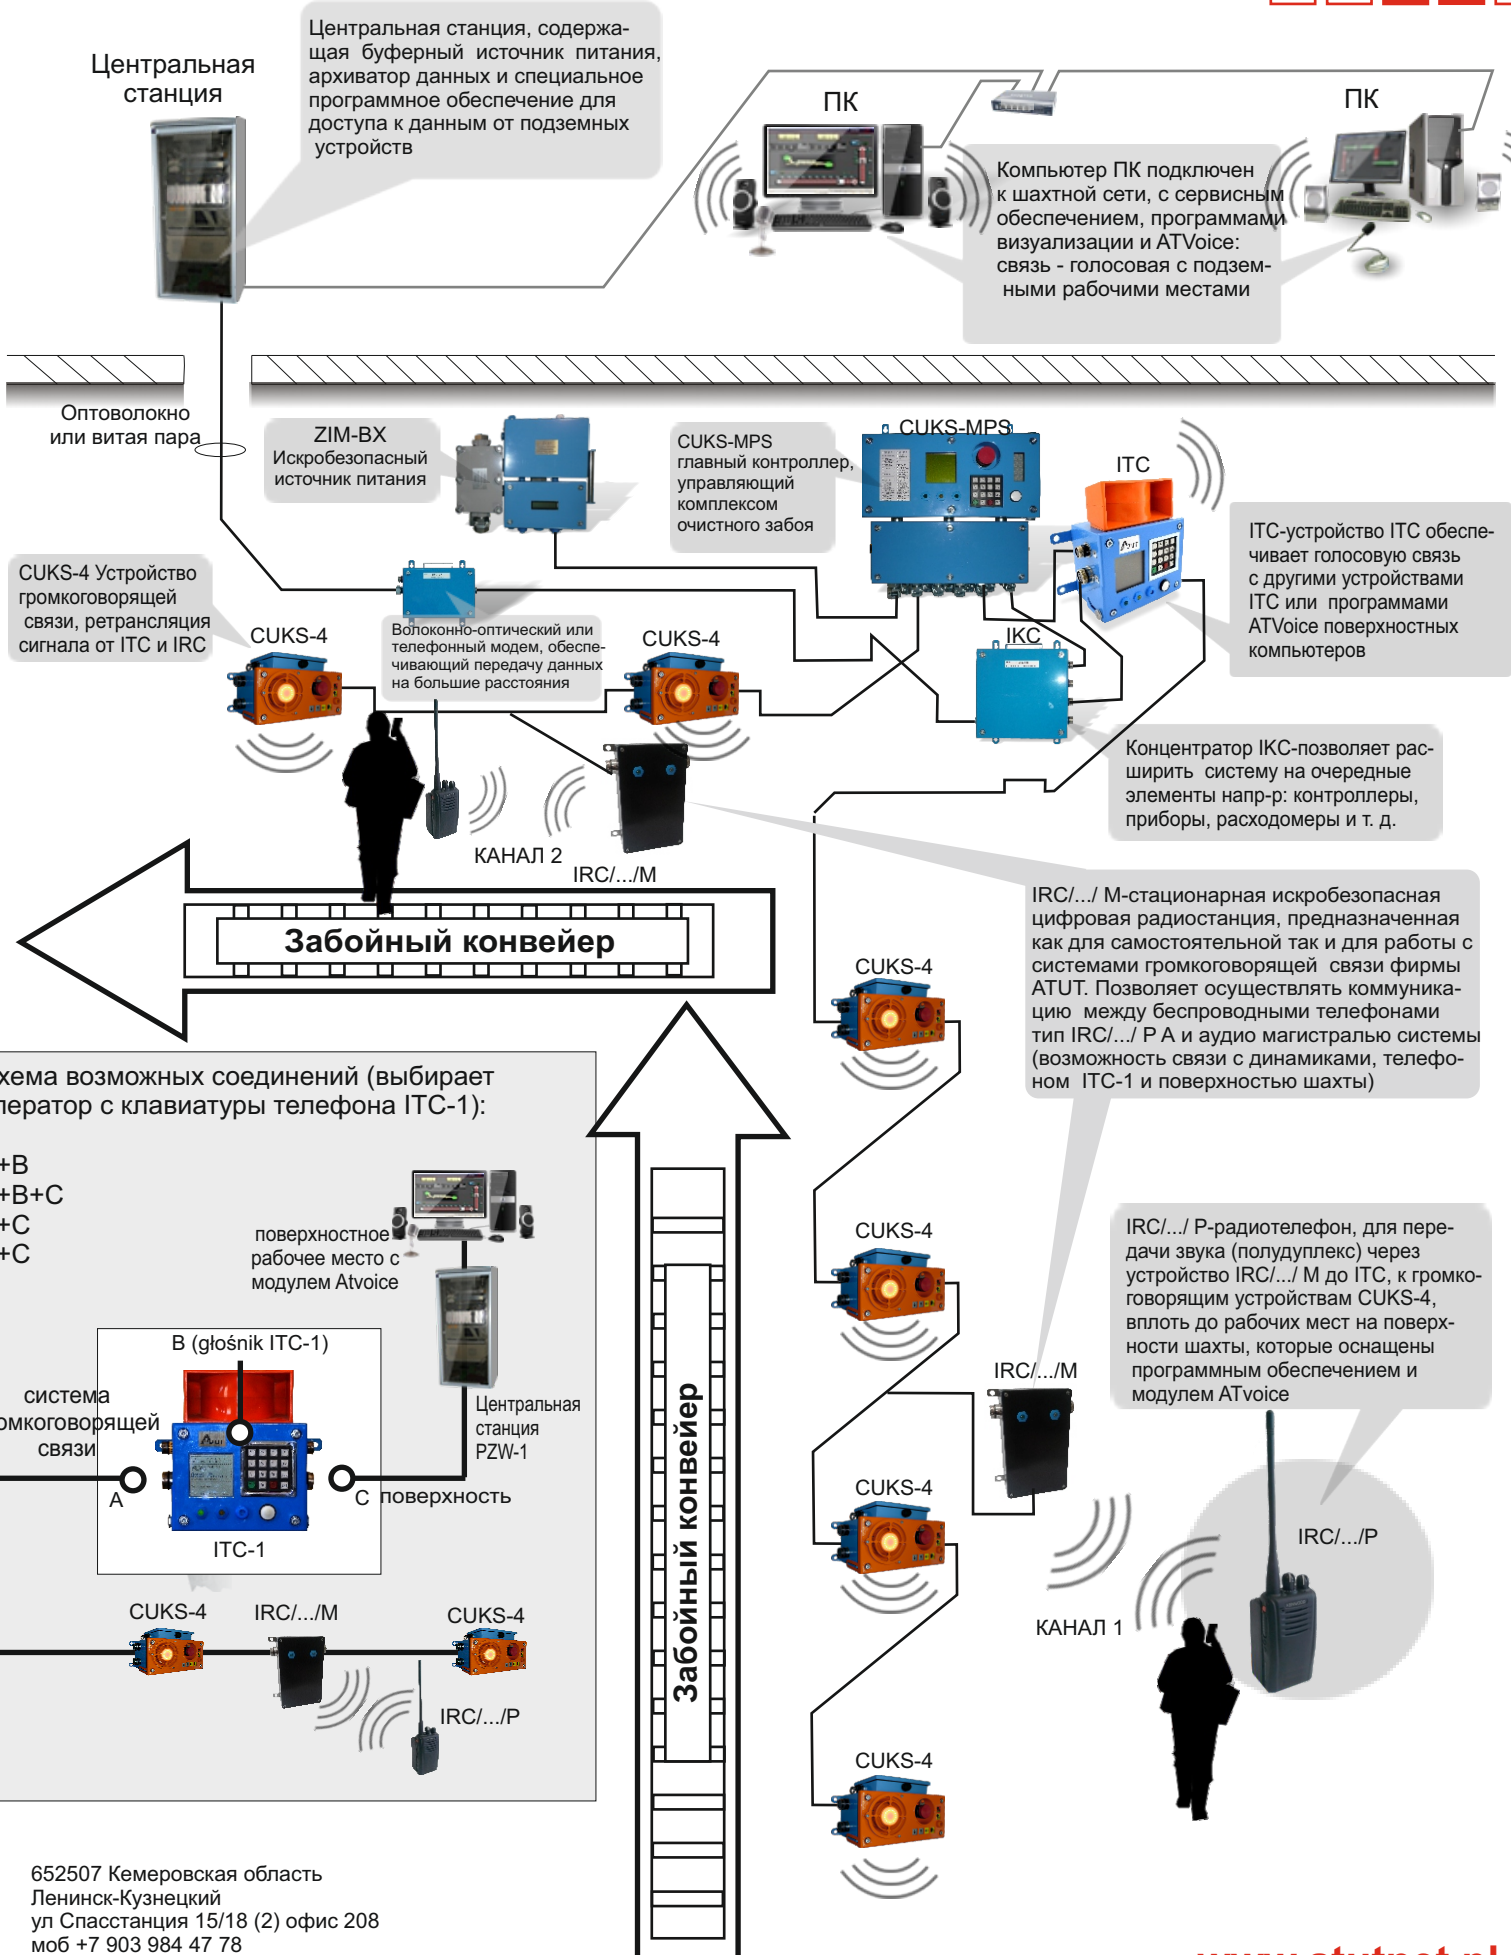 Центральная
станция
Центральная станция, содержа-
щая буферный источник питания,
архиватор данных и специальное
программное обеспечение для
доступа к данным от подземных
устройств
ПК
ПК
Компьютер ПК подключен
к шахтной сети, с сервисным
обеспечением, программами
визуализации и ATVoice:
связь - голосовая с подзем-
ными рабочими местами
Оптоволокно
или витая пара
ZIM-BX
Искробезопасный
источник питания
CUKS-MPS
главный контроллер,
управляющий
комплексом
очистного забоя
CUKS-MPS
ITC
ITC-устройство ITC обеспе-
чивает голосовую связь
с другими устройствами
ITC или программами
ATVoice поверхностных
компьютеров
CUKS-4 Устройство
громкоговорящей
связи, ретрансляция
сигнала от ITC и IRC
CUKS-4
Волоконно-оптический или
телефонный модем, обеспе-
чивающий передачу данных
на большие расстояния
CUKS-4
IKC
Концентратор IKC-позволяет рас-
ширить систему на очередные
элементы напр-р: контроллеры,
приборы, расходомеры и т. д.
КАНАЛ 2
IRC/.../M
Забойный конвейер
IRC/.../ M-стационарная искробезопасная
цифровая радиостанция, предназначенная
как для самостоятельной так и для работы с
системами громкоговорящей связи фирмы
ATUT. Позволяет осуществлять коммуника-
цию между беспроводными телефонами
тип IRC/.../ P А и аудио магистралью системы
(возможность связи с динамиками, телефо-
ном ITC-1 и поверхностью шахты)
CUKS-4
хема возможных соединений (выбирает
ператор с клавиатуры телефона ITC-1):
+B
+B+C
+C
+C
поверхностное
рабочее место с
модулем Atvoice
B (głośnik ITC-1)
система
омкоговорящей
связи
A
C поверхность
Центральная
станция
PZW-1
ITC-1
CUKS-4
IRC/.../M
CUKS-4
IRC/.../P
Забойный конвейер
CUKS-4
IRC/.../ P-радиотелефон, для пере-
дачи звука (полудуплекс) через
устройство IRC/.../ M до ITC, к громко-
говорящим устройствам CUKS-4,
вплоть до рабочих мест на поверх-
ности шахты, которые оснащены
программным обеспечением и
модулем ATvoice
IRC/.../M
CUKS-4
IRC/.../P
КАНАЛ 1
CUKS-4
652507 Кемеровская область
Ленинск-Кузнецкий
ул Спасстанция 15/18 (2) офис 208
моб +7 903 984 47 78